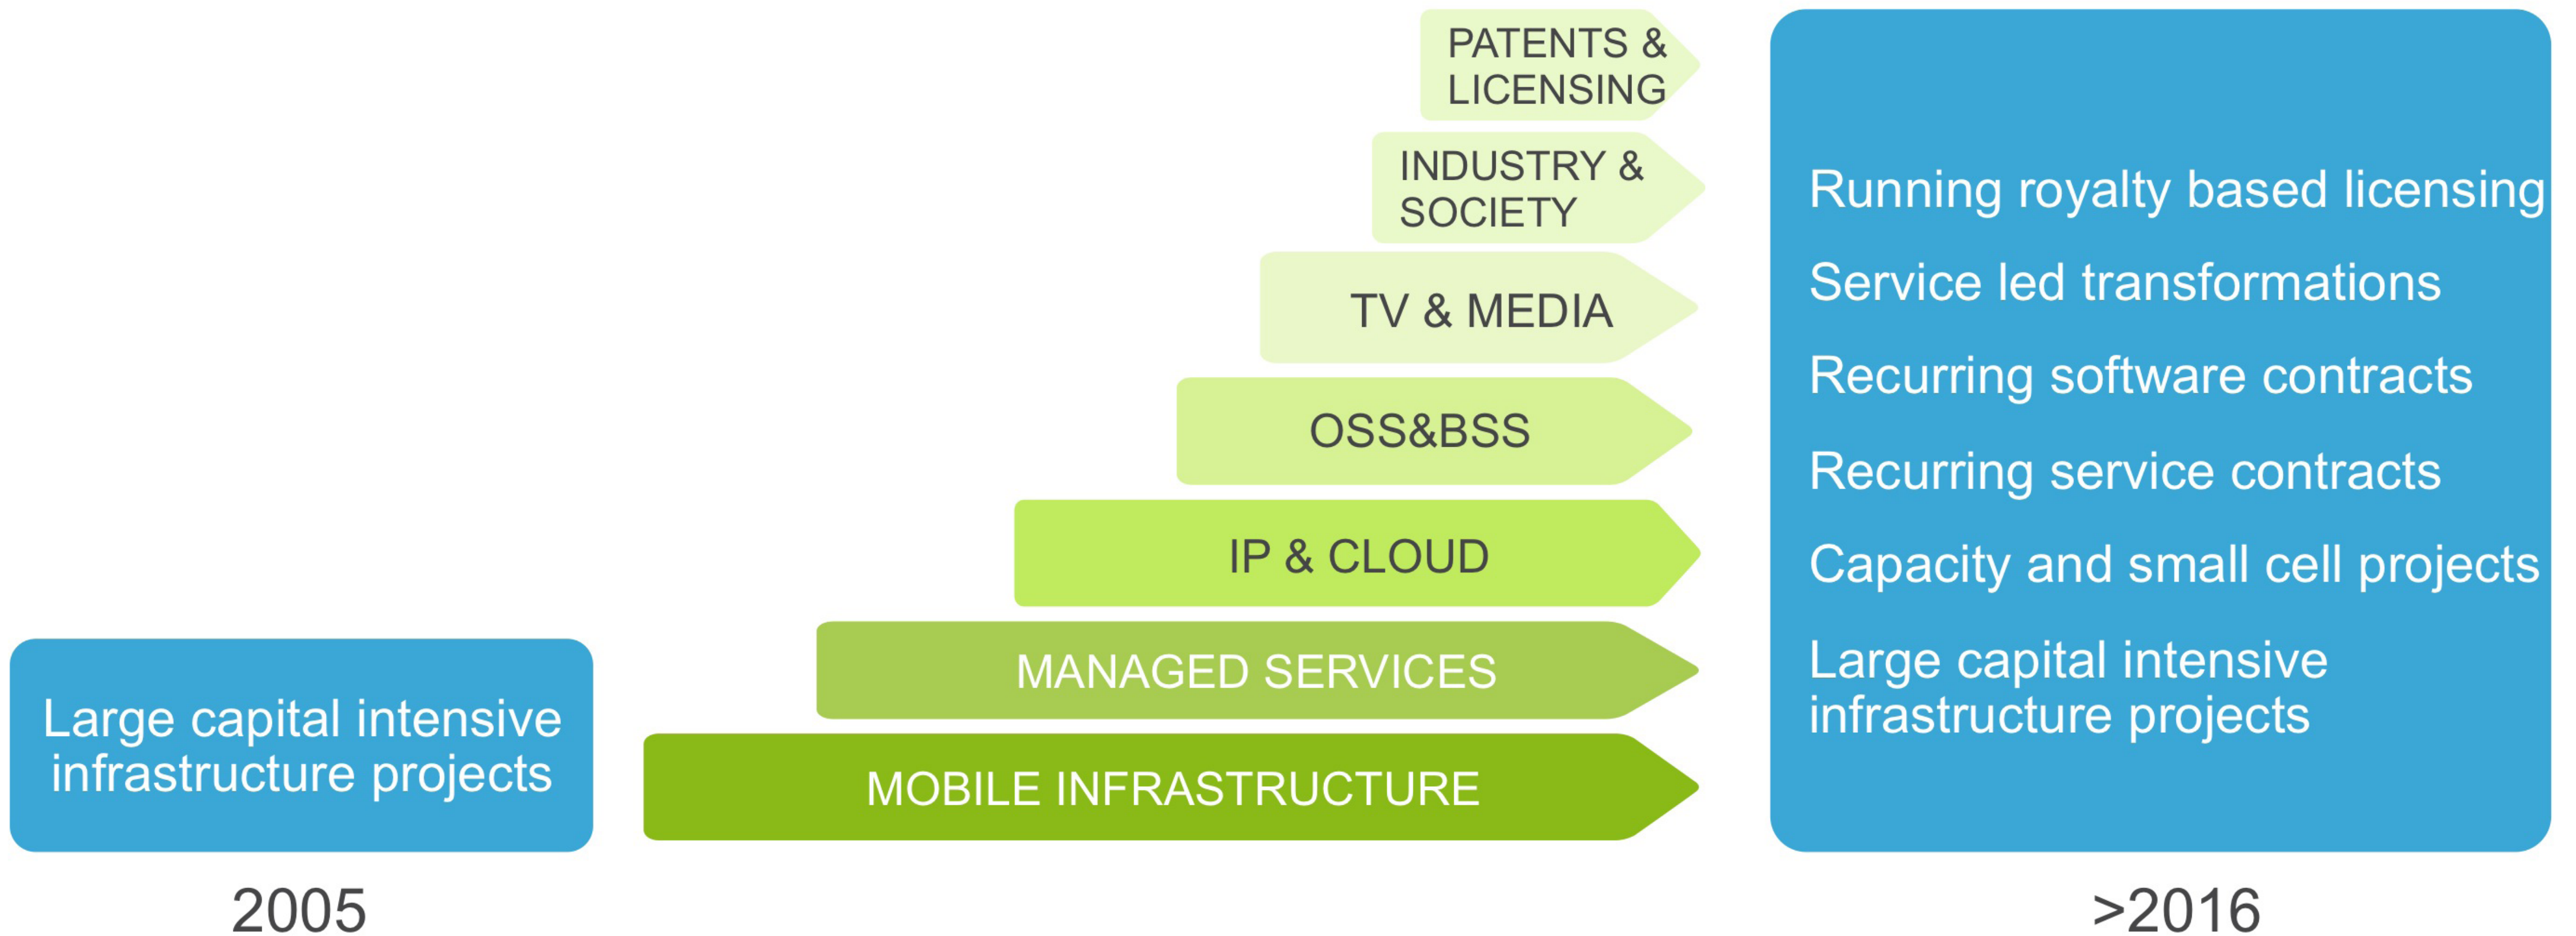 Large capital intensive
infrastructure projects
2005
PATENTS &
LICENSING
INDUSTRY &
SOCIETY
TV & MEDIA
OSS&BSS
IP & CLOUD
MANAGED SERVICES
MOBILE INFRASTRUCTURE
Running royalty based licensing
Service led transformations
Recurring software contracts
Recurring service contracts
Capacity and small cell projects
Large capital intensive
infrastructure projects
>2016